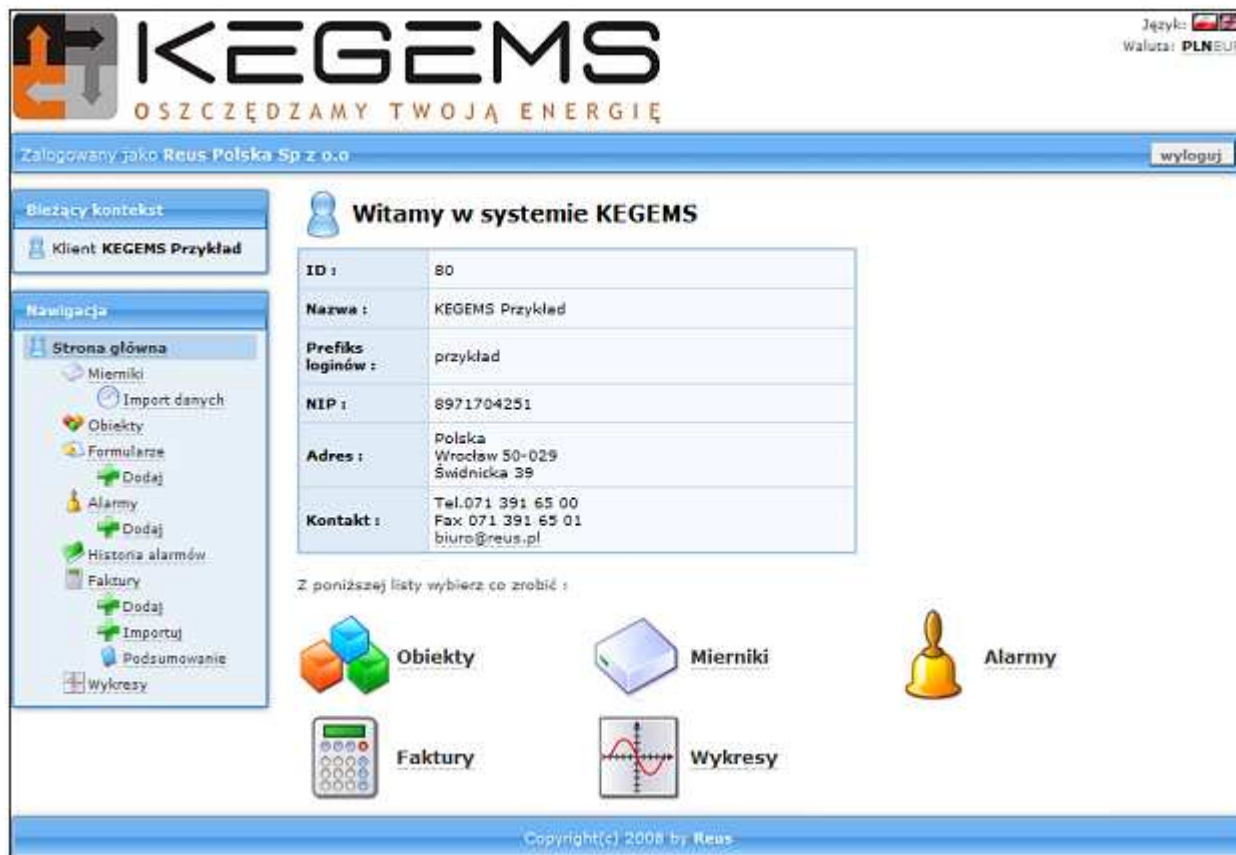 KEGEMS
OSZCZĘDZAMY TWOJĄ ENERGIĘ
Język:
Waluta: PLN EUR
Zalogowany jako Reus Polska Sp z o.o
wyloguj
Bieżący kontekst
Klient KEGEMS Przykład
Nawigacja
Strona główna
Mierniki
Import danych
Obiekty
Formularze
Dodaj
Alarmy
Dodaj
Historia alarmów
Faktury
Dodaj
Importuj
Podsumowanie
Wykresy
Witamy w systemie KEGEMS
ID : 80
Nazwa : KEGEMS Przykład
Prefiks loginów : przykład
NIP : 8971704251
Adres : Polska
Wrocław 50-029
Świdnicka 39
Kontakt : Tel.071 391 65 00
Fax 071 391 65 01
biuro@reus.pl
Z poniższej listy wybierz co zrobić :
Obiekty
Mierniki
Alarmy
Faktury
Wykresy
Copyright(c) 2008 by Reus